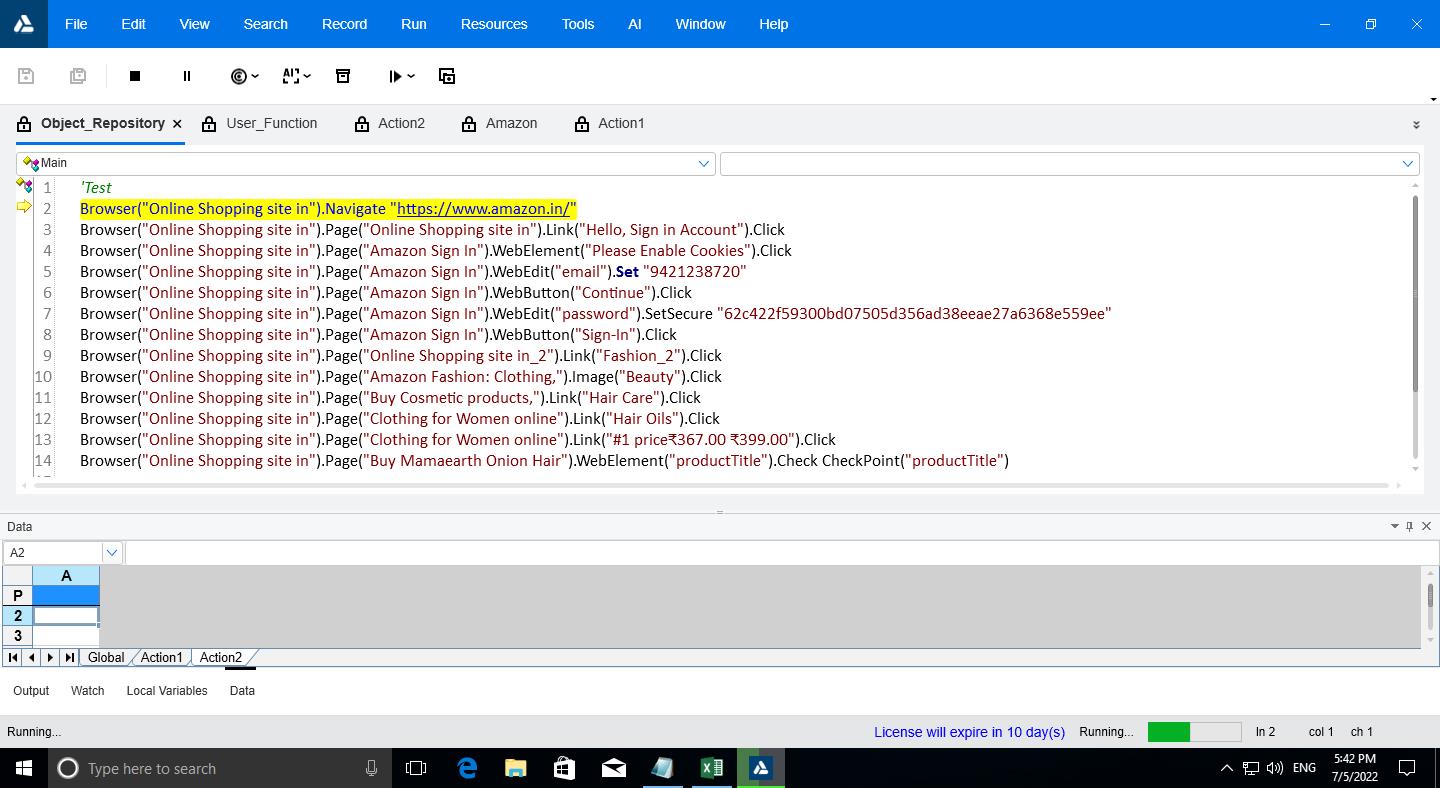 File Edit View Search Record Run Resources Tools AI Window Help
Object_Repository User_Function Action2 Amazon Action1
Main
1 'Test
2 Browser("Online Shopping site in").Navigate "https://www.amazon.in/"
3 Browser("Online Shopping site in").Page("Online Shopping site in").Link("Hello, Sign in Account").Click
4 Browser("Online Shopping site in").Page("Amazon Sign In").WebElement("Please Enable Cookies").Click
5 Browser("Online Shopping site in").Page("Amazon Sign In").WebEdit("email").Set "9421238720"
6 Browser("Online Shopping site in").Page("Amazon Sign In").WebButton("Continue").Click
7 Browser("Online Shopping site in").Page("Amazon Sign In").WebEdit("password").SetSecure "62c422f59300bd07505d356ad38eeae27a6368e559ee"
8 Browser("Online Shopping site in").Page("Amazon Sign In").WebButton("Sign-In").Click
9 Browser("Online Shopping site in").Page("Online Shopping site in_2").Link("Fashion_2").Click
10 Browser("Online Shopping site in").Page("Amazon Fashion: Clothing,").Image("Beauty").Click
11 Browser("Online Shopping site in").Page("Buy Cosmetic products,").Link("Hair Care").Click
12 Browser("Online Shopping site in").Page("Clothing for Women online").Link("Hair Oils").Click
13 Browser("Online Shopping site in").Page("Clothing for Women online").Link("#1 price₹367.00 ₹399.00").Click
14 Browser("Online Shopping site in").Page("Buy Mamaearth Onion Hair").WebElement("productTitle").Check CheckPoint("productTitle")
Data
A2
A
P
2
3
Global Action1 Action2
Output Watch Local Variables Data
Running... License will expire in 10 day(s) Running... ln 2 col 1 ch 1
Type here to search ENG 5:42 PM
7/5/2022